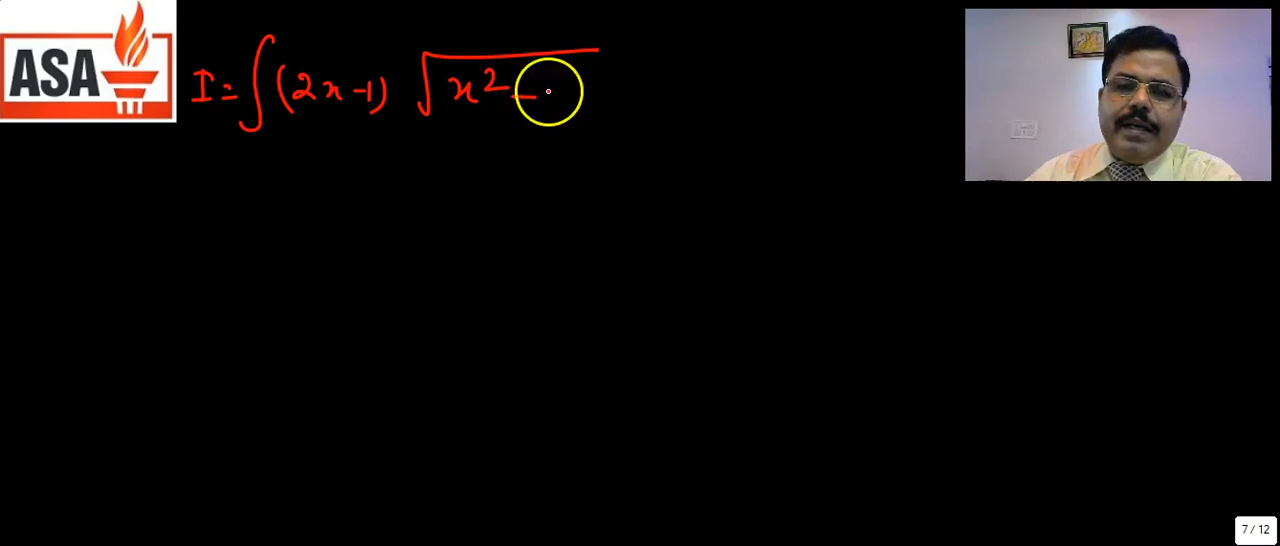 ASA
I = ∫ (2x-1) √x² -
7 / 12